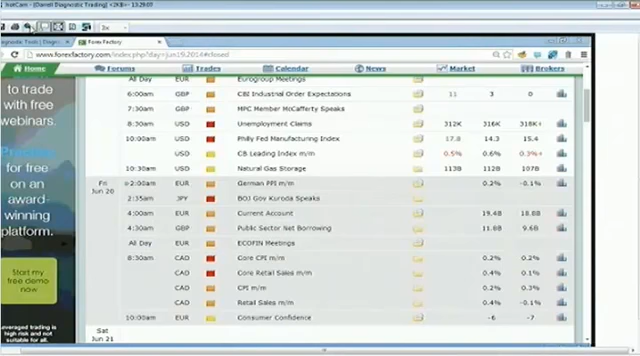 HotCam - [Darrell Diagnostic Trading] - <2KB> - 13:29:07
2x
agnostic Tools | Diagnostic
Forex Factory
www.forexfactory.com/index.php?day=jun19.2014#closed
Home Forums Trades Calendar News Market Brokers
to trade
with free
webinars.
for free
on an
award-
winning
platform.
Start my
free demo
now
everaged trading is
high risk and not
suitable for all.
All Day EUR Eurogroup Meetings
6:00am GBP CBI Industrial Order Expectations 11 3 0
7:30am GBP MPC Member McCafferty Speaks
8:30am USD Unemployment Claims 312K 316K 318K
10:00am USD Philly Fed Manufacturing Index 17.8 14.3 15.4
USD CB Leading Index m/m 0.5% 0.6% 0.3%
10:30am USD Natural Gas Storage 113B 112B 107B
Fri
Jun 20
2:00am EUR German PPI m/m 0.2% -0.1%
2:35am JPY BOJ Gov Kuroda Speaks
4:00am EUR Current Account 19.4B 18.8B
4:30am GBP Public Sector Net Borrowing 11.8B 9.6B
All Day EUR ECOFIN Meetings
8:30am CAD Core CPI m/m 0.2% 0.2%
CAD Core Retail Sales m/m 0.4% 0.1%
CAD CPI m/m 0.2% 0.3%
CAD Retail Sales m/m 0.4% -0.1%
10:00am EUR Consumer Confidence -6 -7
Sat
Jun 21